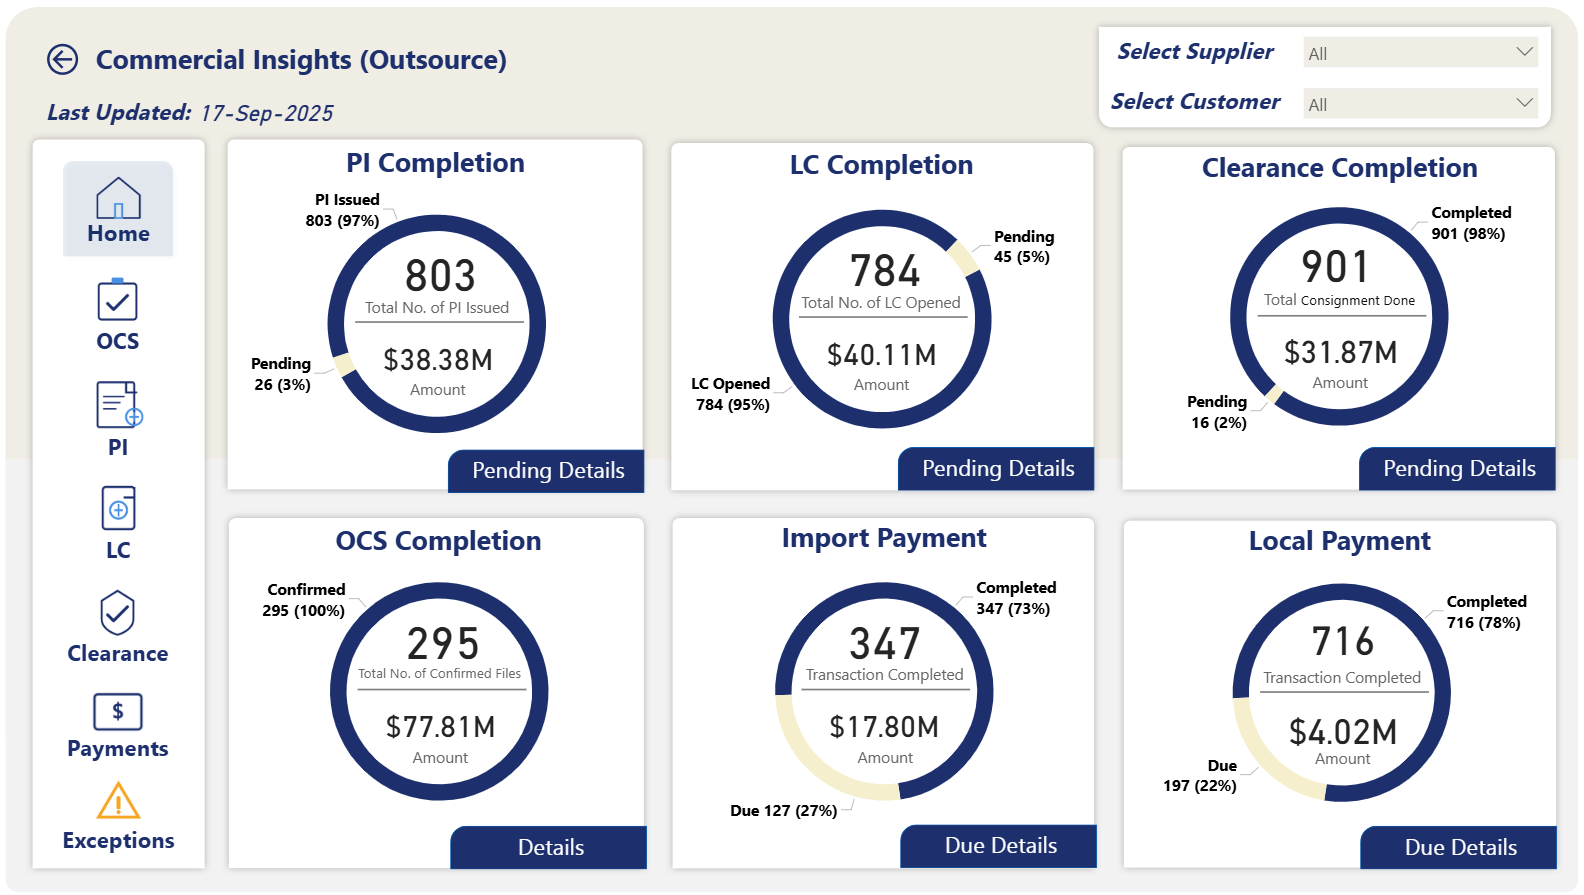 Commercial Insights (Outsource)
Last Updated: 17-Sep-2025
Select Supplier
All
Select Customer
All
Home
OCS
PI
LC
Clearance
$
Payments
Exceptions
PI Completion
PI Issued
803 (97%)
803
Total No. of PI Issued
$38.38M
Amount
Pending
26 (3%)
Pending Details
LC Completion
Pending
45 (5%)
784
Total No. of LC Opened
$40.11M
Amount
LC Opened
784 (95%)
Pending Details
Clearance Completion
Completed
901 (98%)
901
Total Consignment Done
$31.87M
Amount
Pending
16 (2%)
Pending Details
OCS Completion
Confirmed
295 (100%)
295
Total No. of Confirmed Files
$77.81M
Amount
Details
Import Payment
Completed
347 (73%)
347
Transaction Completed
$17.80M
Amount
Due 127 (27%)
Due Details
Local Payment
Completed
716 (78%)
716
Transaction Completed
$4.02M
Amount
Due
197 (22%)
Due Details